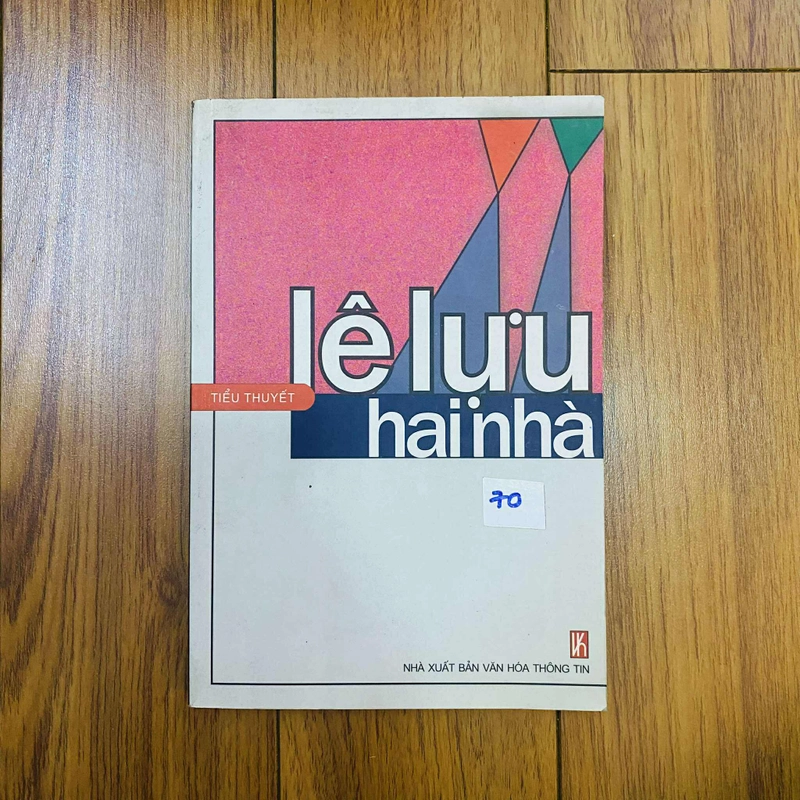 lê lựu
TIỂU THUYẾT
hai nhà
70
NHÀ XUẤT BẢN VĂN HÓA THÔNG TIN